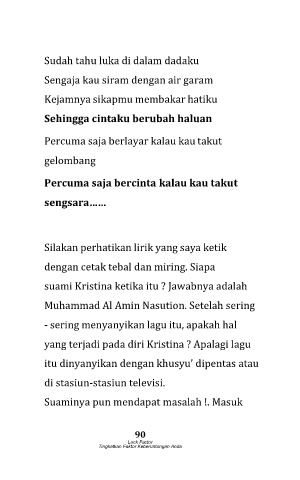 Sudah tahu luka di dalam dadaku
Sengaja kau siram dengan air garam
Kejamnya sikapmu membakar hatiku
Sehingga cintaku berubah haluan
Percuma saja berlayar kalau kau takut
gelombang
Percuma saja bercinta kalau kau takut
sengsara……
Silakan perhatikan lirik yang saya ketik
dengan cetak tebal dan miring. Siapa
suami Kristina ketika itu ? Jawabnya adalah
Muhammad Al Amin Nasution. Setelah sering
- sering menyanyikan lagu itu, apakah hal
yang terjadi pada diri Kristina ? Apalagi lagu
itu dinyanyikan dengan khusyu’ dipentas atau
di stasiun-stasiun televisi.
Suaminya pun mendapat masalah !. Masuk
90
Luck Factor
Tingkatkan Faktor Keberuntungan Anda